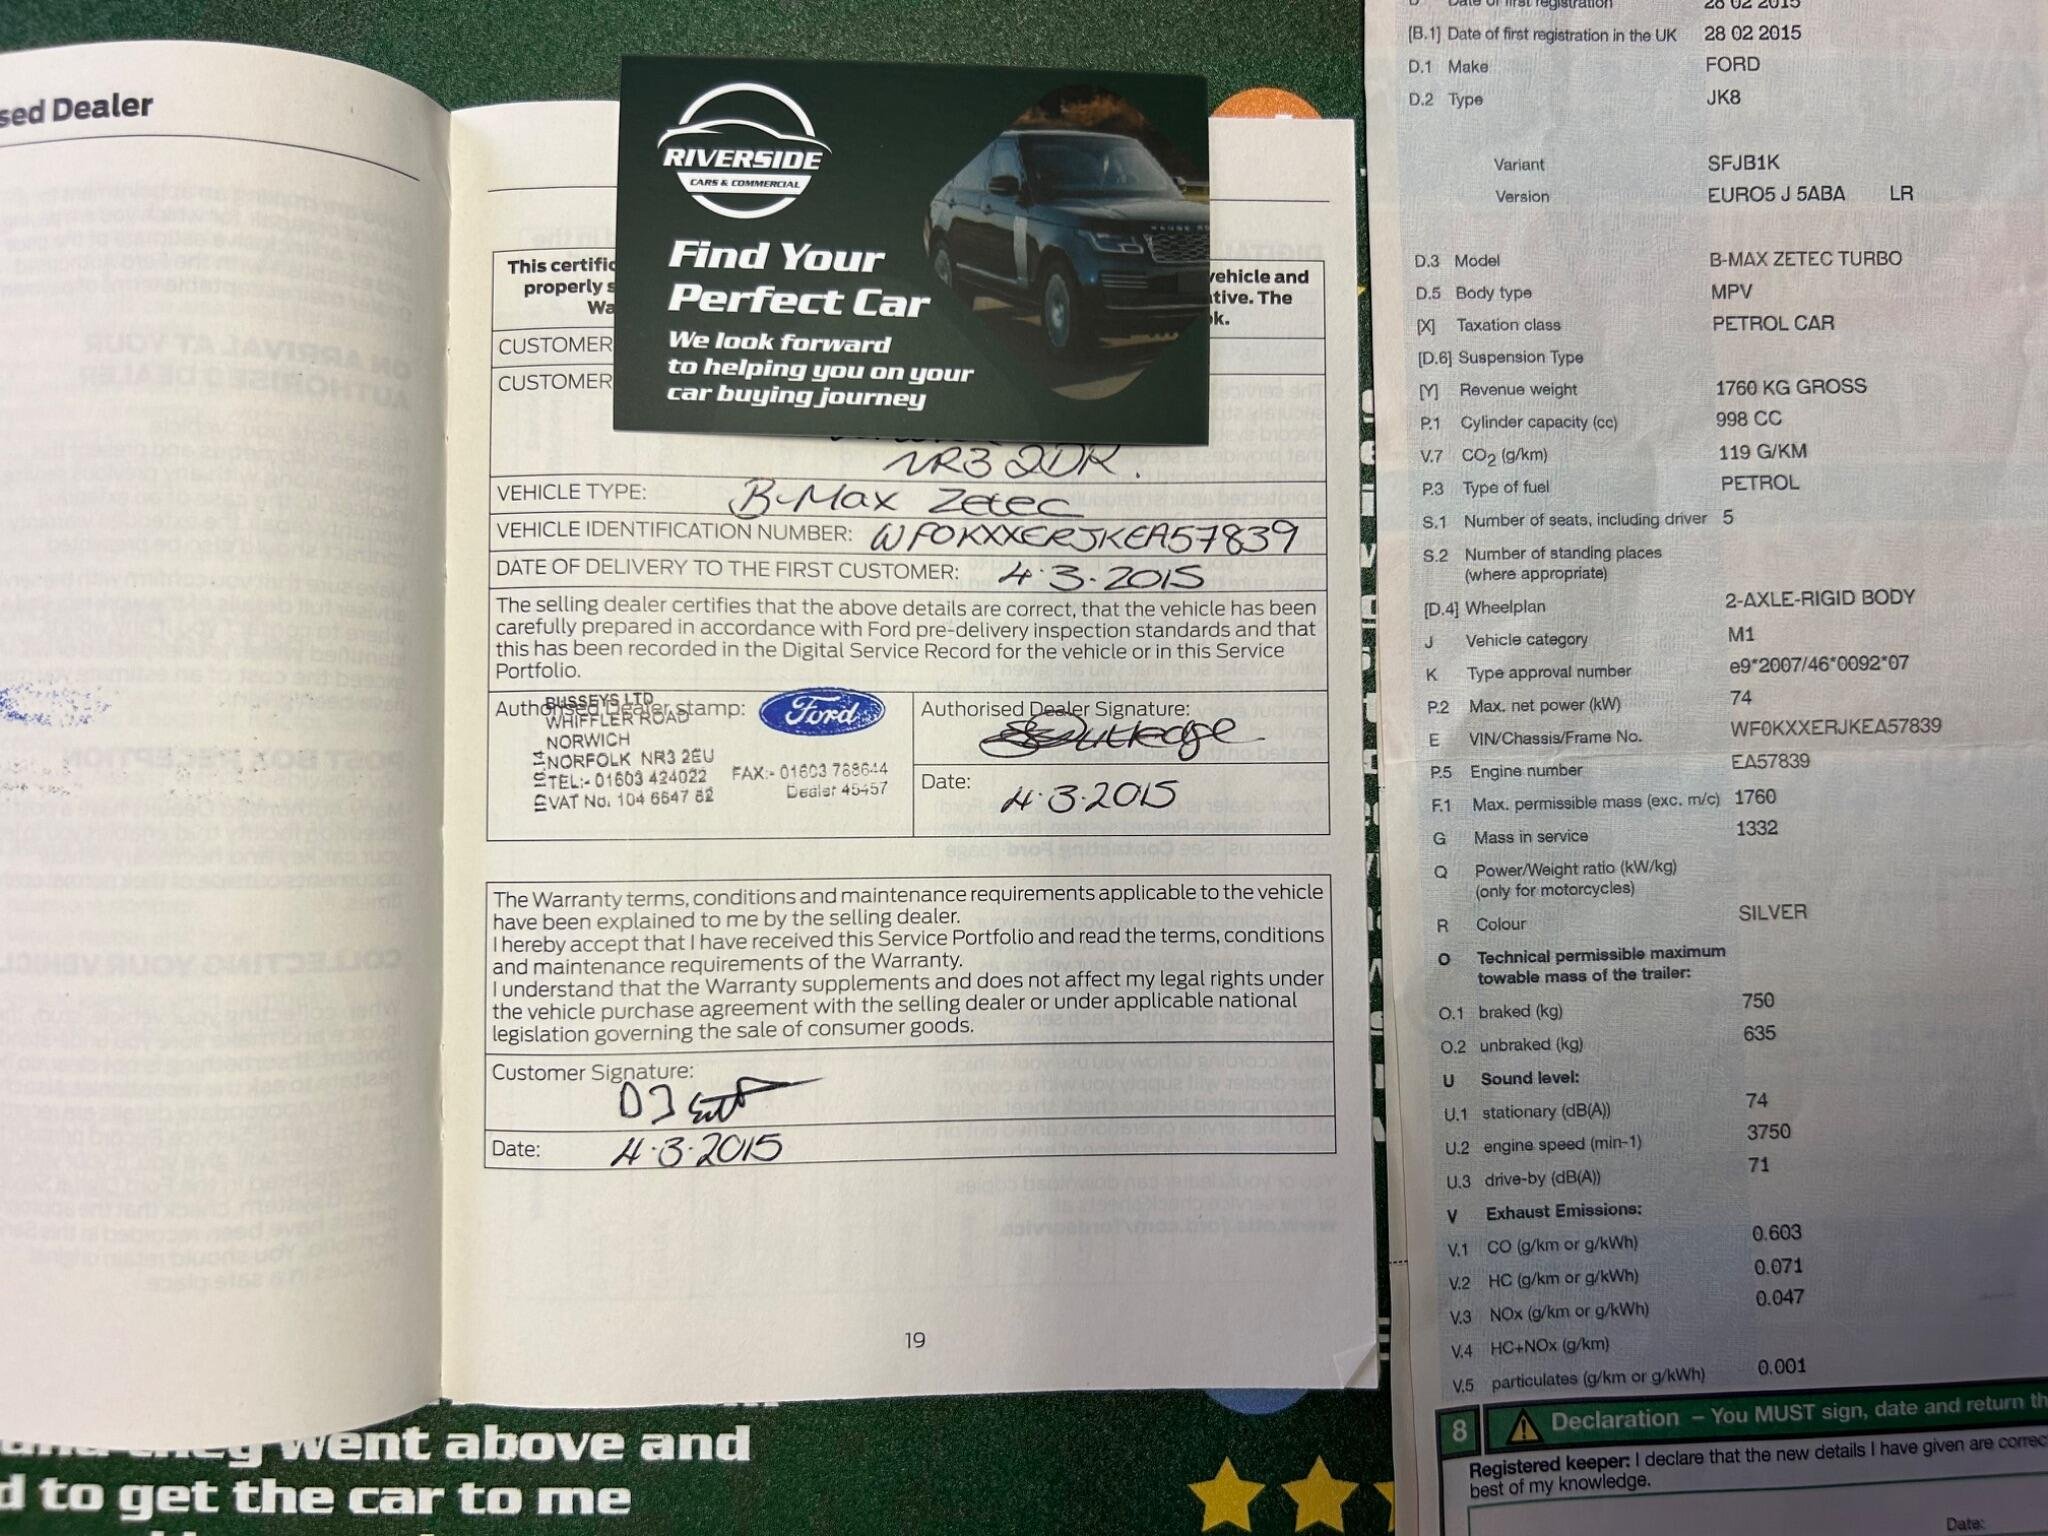 sed Dealer
RIVERSIDE
CARS & COMMERCIAL
Find Your
Perfect Car
We look forward
to helping you on your
car buying journey
This certific
properly s
Wa
vehicle and
tive. The
k.
CUSTOMER
CUSTOMER
NR3 2DR.
VEHICLE TYPE: B-Max Zetec
VEHICLE IDENTIFICATION NUMBER: WF0KXXERJKEA57839
DATE OF DELIVERY TO THE FIRST CUSTOMER: 4.3.2015
The selling dealer certifies that the above details are correct, that the vehicle has been
carefully prepared in accordance with Ford pre-delivery inspection standards and that
this has been recorded in the Digital Service Record for the vehicle or in this Service
Portfolio.
Authorised Dealer stamp:
BUSSEYS LTD
WHIFFLER ROAD
NORWICH
NORFOLK NR3 2EU
TEL:- 01603 424022 FAX:- 01603 788644
VAT No. 104 6647 82 Dealer 45457
Ford
Authorised Dealer Signature:
Date: 4.3.2015
The Warranty terms, conditions and maintenance requirements applicable to the vehicle
have been explained to me by the selling dealer.
I hereby accept that I have received this Service Portfolio and read the terms, conditions
and maintenance requirements of the Warranty.
I understand that the Warranty supplements and does not affect my legal rights under
the vehicle purchase agreement with the selling dealer or under applicable national
legislation governing the sale of consumer goods.
Customer Signature:
Date: 4.3.2015
19
went above and
d to get the car to me
Date of first registration 28 02 2015
[B.1] Date of first registration in the UK 28 02 2015
D.1 Make FORD
D.2 Type JK8
Variant SFJB1K
Version EURO5 J 5ABA LR
D.3 Model B-MAX ZETEC TURBO
D.5 Body type MPV
[X] Taxation class PETROL CAR
[D.6] Suspension Type
[Y] Revenue weight 1760 KG GROSS
P.1 Cylinder capacity (cc) 998 CC
V.7 CO2 (g/km) 119 G/KM
P.3 Type of fuel PETROL
S.1 Number of seats, including driver 5
S.2 Number of standing places
(where appropriate)
[D.4] Wheelplan 2-AXLE-RIGID BODY
J Vehicle category M1
K Type approval number e9*2007/46*0092*07
P.2 Max. net power (kW) 74
E VIN/Chassis/Frame No. WF0KXXERJKEA57839
P.5 Engine number EA57839
F.1 Max. permissible mass (exc. m/c) 1760
G Mass in service 1332
Q Power/Weight ratio (kW/kg)
(only for motorcycles)
R Colour SILVER
O Technical permissible maximum
towable mass of the trailer:
O.1 braked (kg) 750
O.2 unbraked (kg) 635
U Sound level:
U.1 stationary (dB(A)) 74
U.2 engine speed (min-1) 3750
U.3 drive-by (dB(A)) 71
V Exhaust Emissions:
V.1 CO (g/km or g/kWh) 0.603
V.2 HC (g/km or g/kWh) 0.071
V.3 NOx (g/km or g/kWh) 0.047
V.4 HC+NOx (g/km)
V.5 particulates (g/km or g/kWh) 0.001
8 Declaration – You MUST sign, date and return th
Registered keeper: I declare that the new details I have given are correc
best of my knowledge.
Date: